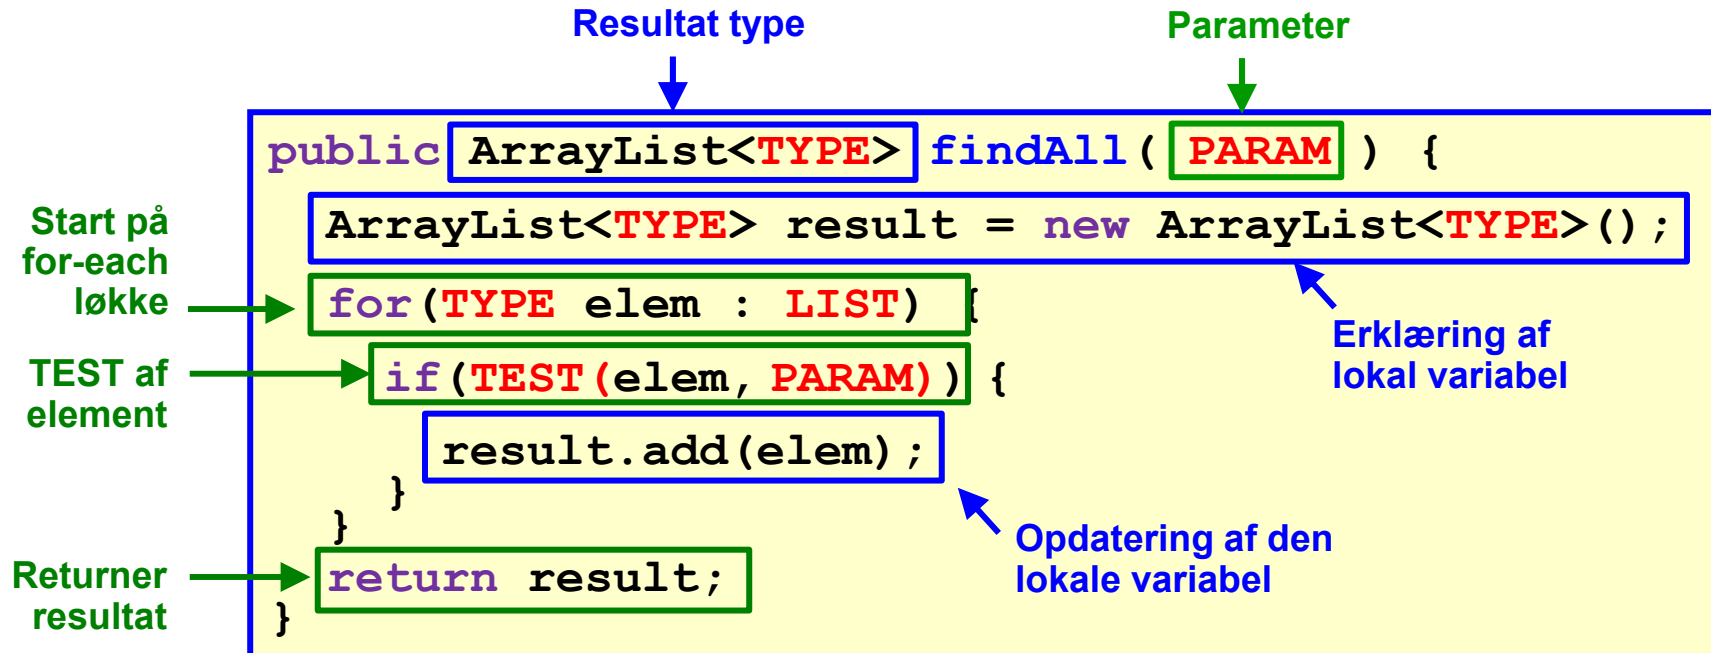 Resultat type
Parameter
public ArrayList<TYPE> findAll( PARAM ) {
ArrayList<TYPE> result = new ArrayList<TYPE>();
Start på
for-each
løkke
for(TYPE elem : LIST) {
Erklæring af
lokal variabel
TEST af
element
if(TEST(elem, PARAM)) {
result.add(elem);
}
}
Opdatering af den
lokale variabel
Returner
resultat
return result;
}